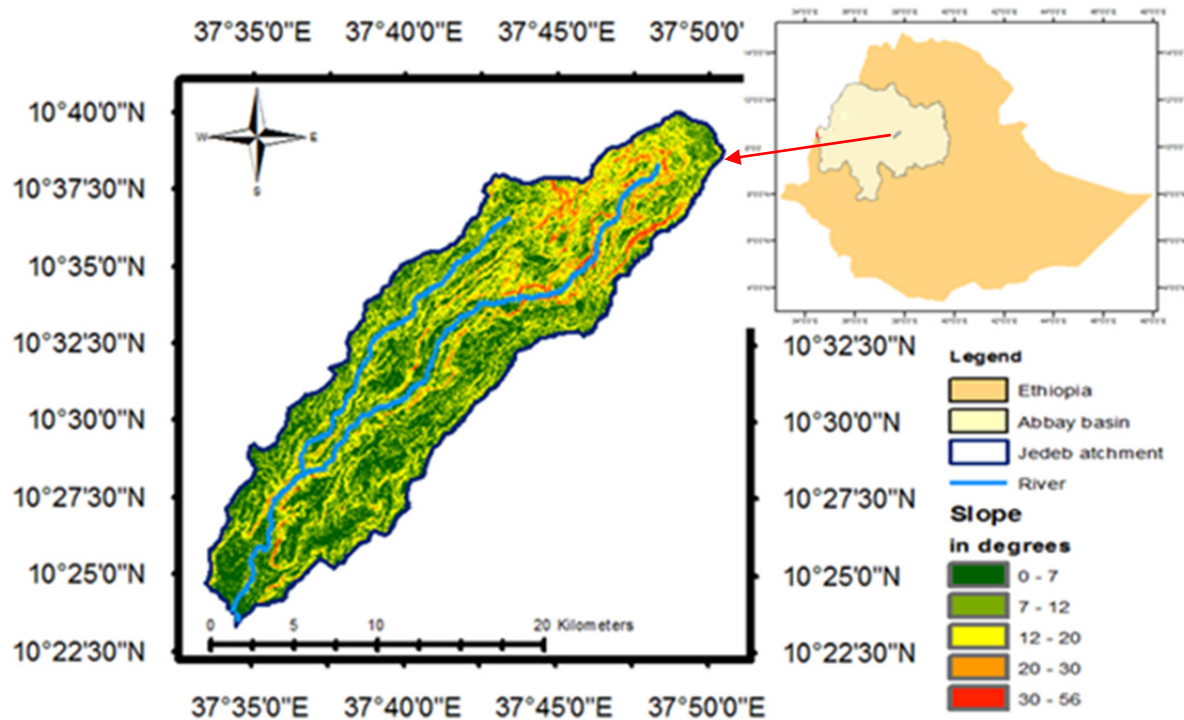 37°35'0"E 37°40'0"E 37°45'0"E 37°50'0"E
10°40'0"N
10°37'30"N
10°35'0"N
10°32'30"N
10°30'0"N
10°27'30"N
10°25'0"N
10°22'30"N
N
W E
S
0 5 10 20 Kilometers
37°35'0"E 37°40'0"E 37°45'0"E 37°50'0"E
10°32'30"N
10°30'0"N
10°27'30"N
10°25'0"N
10°22'30"N
Legend
Ethiopia
Abbay basin
Jedeb atchment
River
Slope
in degrees
0 - 7
7 - 12
12 - 20
20 - 30
30 - 56